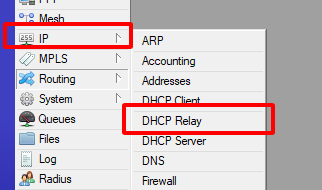 Mesh
IP
MPLS
Routing
System
Queues
Files
Log
Radius
ARP
Accounting
Addresses
DHCP Client
DHCP Relay
DHCP Server
DNS
Firewall